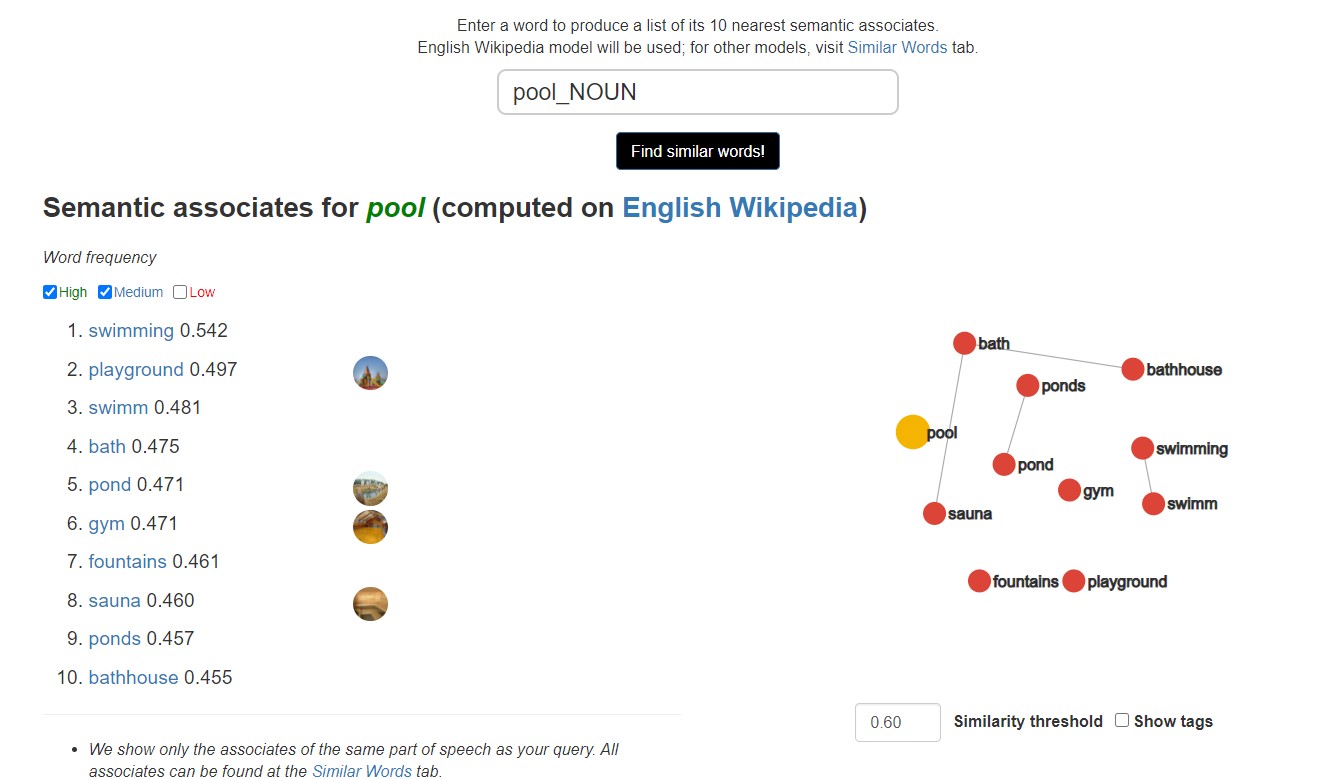 Enter a word to produce a list of its 10 nearest semantic associates.
English Wikipedia model will be used; for other models, visit Similar Words tab.
pool_NOUN
Find similar words!
Semantic associates for pool (computed on English Wikipedia)
Word frequency
High Medium Low
1. swimming 0.542
2. playground 0.497
3. swimm 0.481
4. bath 0.475
5. pond 0.471
6. gym 0.471
7. fountains 0.461
8. sauna 0.460
9. ponds 0.457
10. bathhouse 0.455
bath
bathhouse
ponds
pool
swimming
pond
gym
swimm
sauna
fountains
playground
0.60 Similarity threshold Show tags
• We show only the associates of the same part of speech as your query. All
associates can be found at the Similar Words tab.